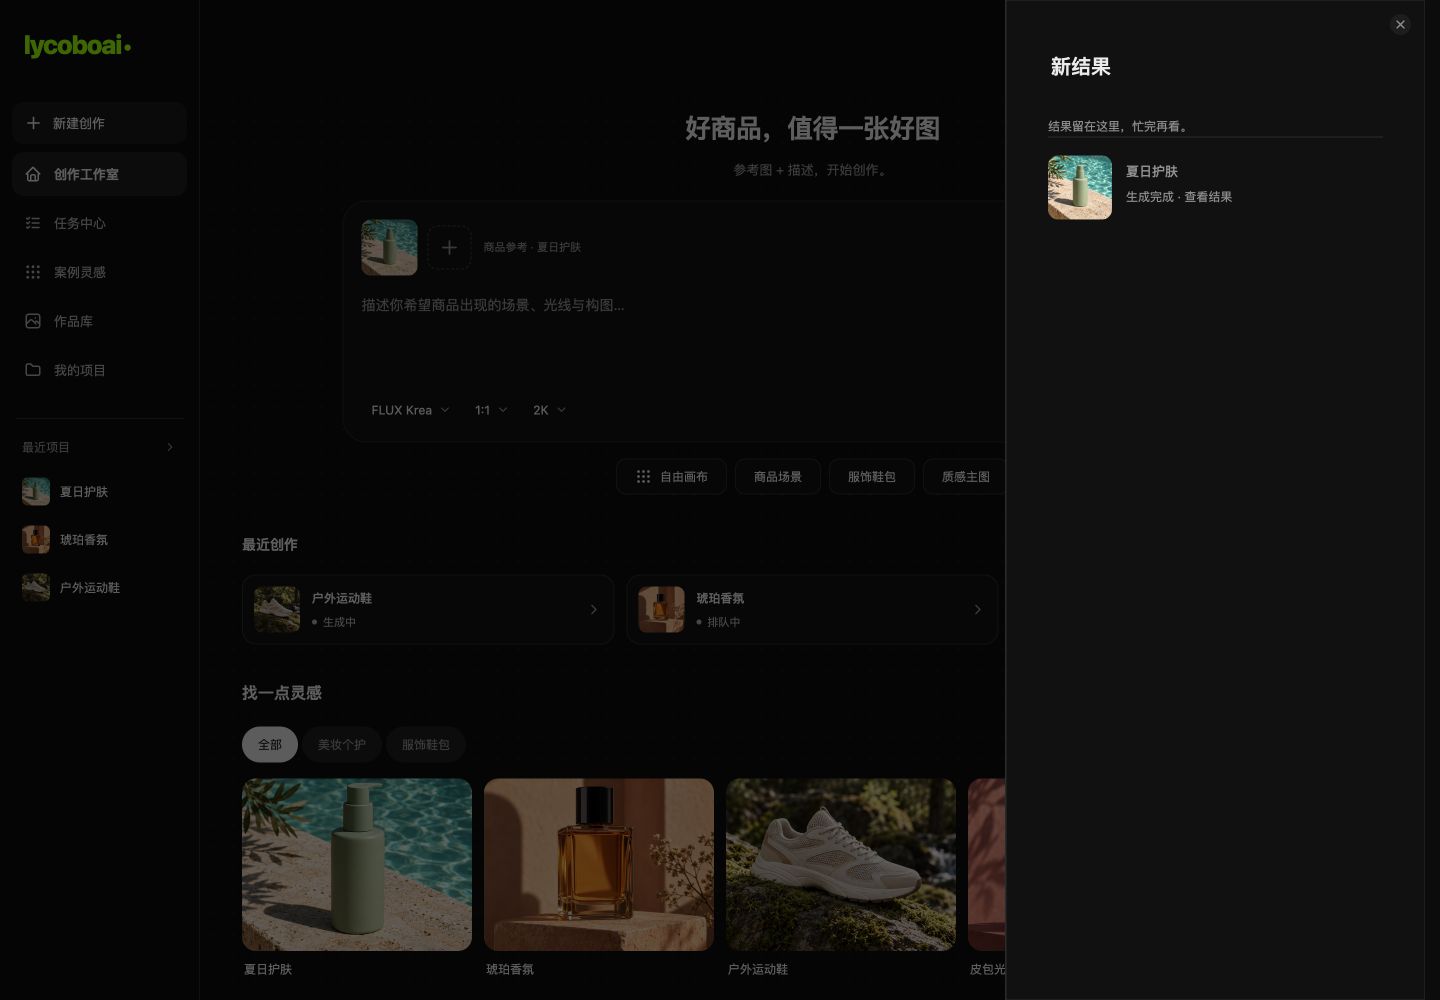 lycoboai
新建创作
创作工作室
任务中心
案例灵感
作品库
我的项目
最近项目
夏日护肤
琥珀香氛
户外运动鞋
好商品，值得一张好图
参考图 + 描述，开始创作。
商品参考 · 夏日护肤
描述你希望商品出现的场景、光线与构图...
FLUX Krea 1:1 2K
自由画布 商品场景 服饰鞋包 质感主图
最近创作
户外运动鞋
生成中
琥珀香氛
排队中
找一点灵感
全部 美妆个护 服饰鞋包
夏日护肤 琥珀香氛 户外运动鞋 皮包光
新结果
结果留在这里，忙完再看。
夏日护肤
生成完成 · 查看结果